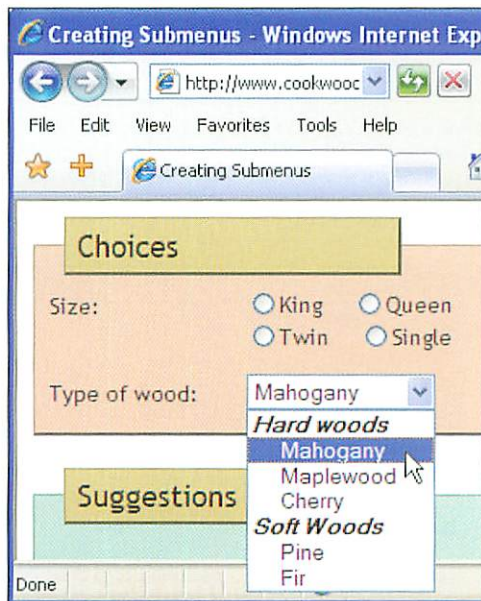 Creating Submenus - Windows Internet Exp
http://www.cookwooc
File Edit View Favorites Tools Help
Creating Submenus
Choices
Size: King Queen
Twin Single
Type of wood: Mahogany
Hard woods
Mahogany
Maplewood
Cherry
Soft Woods
Pine
Fir
Suggestions
Done